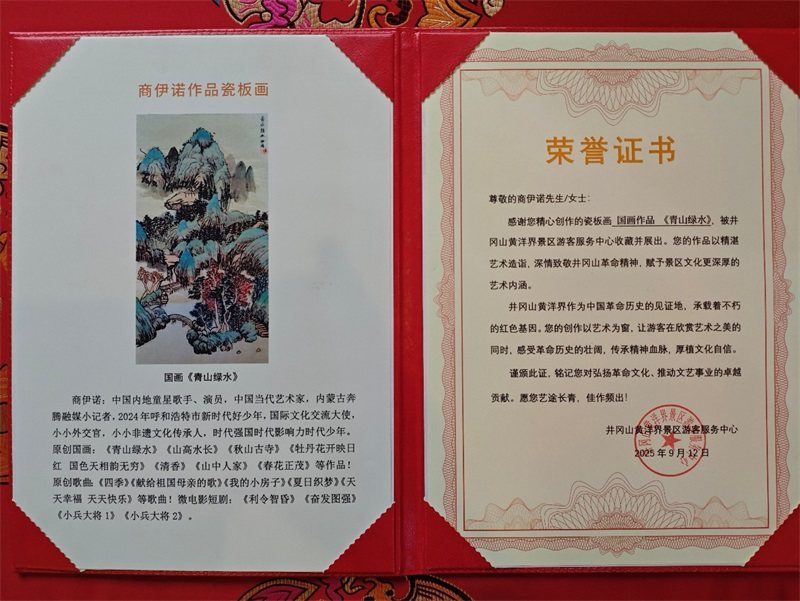 商伊诺作品瓷板画
国画《青山绿水》
商伊诺：中国内地童星歌手、演员，中国当代艺术家，内蒙古奔
腾融媒小记者，2024年呼和浩特市新时代好少年，国际文化交流大使，
小小外交官，小小非遗文化传承人，时代强国时代影响力时代少年。
原创国画：《青山绿水》《山高水长》《秋山古寺》《牡丹花开映日
红 国色天相韵无穷》《清香》《山中人家》《春花正茂》等作品！
原创歌曲：《四季》《献给祖国母亲的歌》《我的小房子》《夏日织梦》《天
天幸福 天天快乐》等歌曲！微电影短剧：《利令智昏》《奋发图强》
《小兵大将1》《小兵大将2》。
荣誉证书
尊敬的商伊诺先生/女士：
感谢您精心创作的瓷板画 国画作品 《青山绿水》，被井
冈山黄洋界景区游客服务中心收藏并展出。您的作品以精湛
艺术造诣，深情致敬井冈山革命精神，赋予景区文化更深厚的
艺术内涵。
井冈山黄洋界作为中国革命历史的见证地，承载着不朽
的红色基因。您的创作以艺术为窗，让游客在欣赏艺术之美的
同时，感受革命历史的壮阔，传承精神血脉，厚植文化自信。
谨颁此证，铭记您对弘扬革命文化、推动文艺事业的卓越
贡献。愿您艺途长青，佳作频出！
井冈山黄洋界景区游客服务中心
2025年9月12日